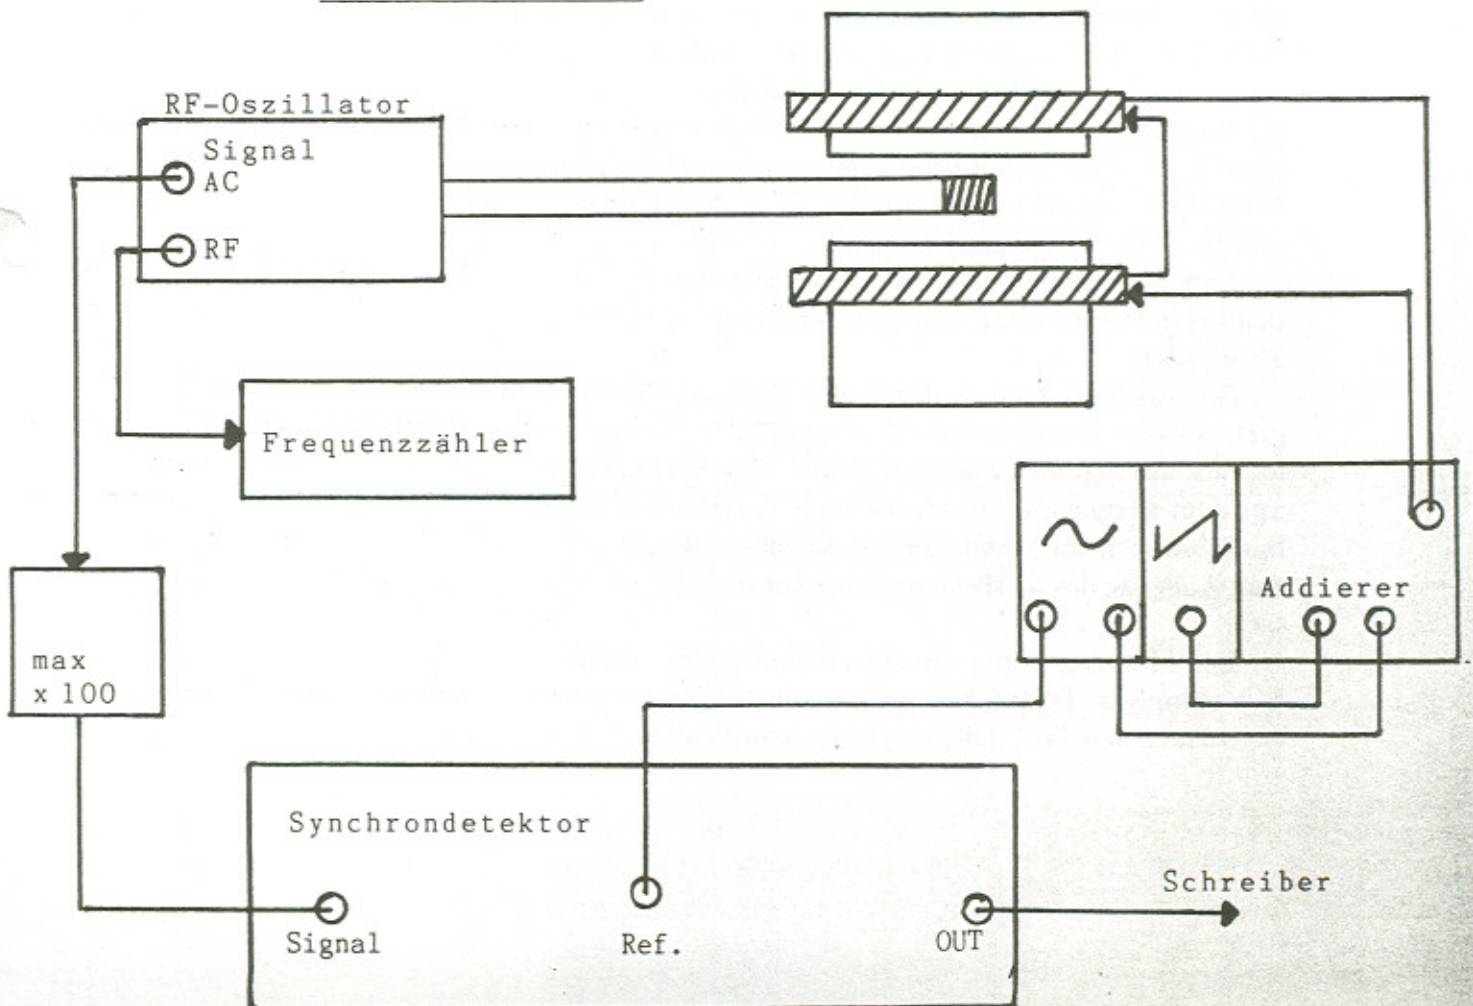 RF-Oszillator
Signal
AC
RF
Frequenzzähler
Addierer
max
x 100
Synchrondetektor
Schreiber
Signal
Ref.
OUT